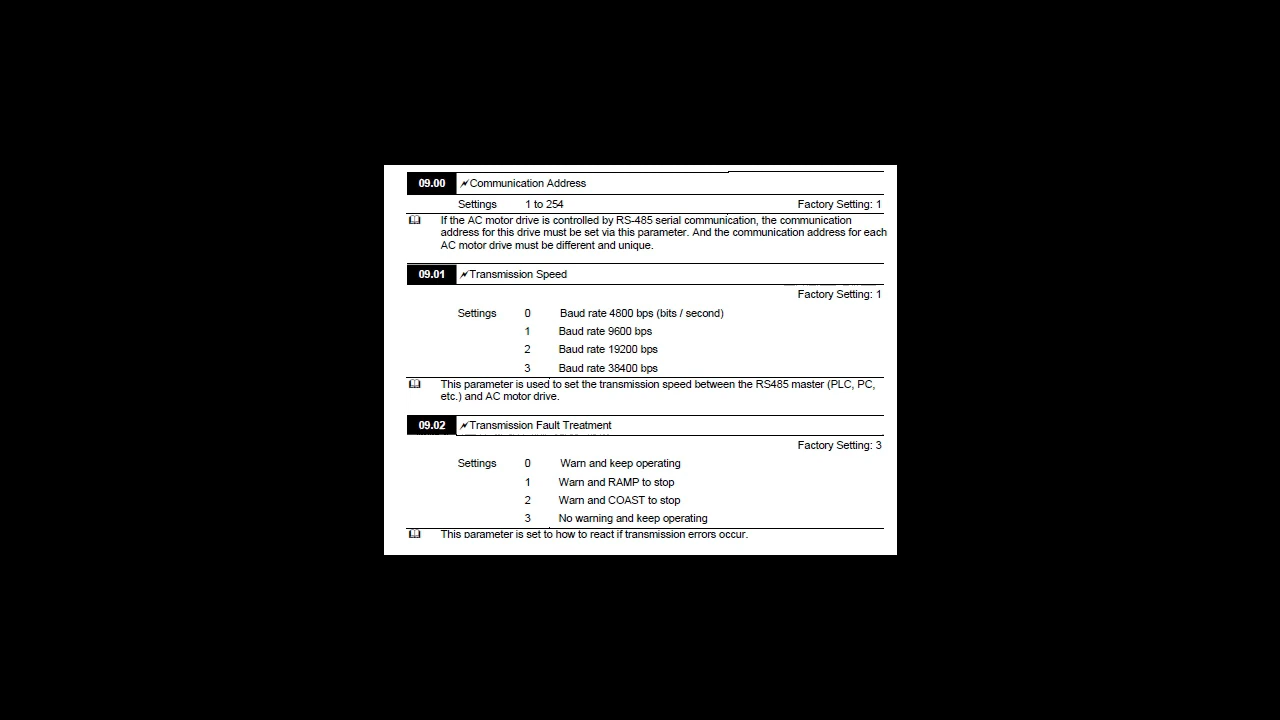 09.00 Communication Address
Settings 1 to 254 Factory Setting: 1
If the AC motor drive is controlled by RS-485 serial communication, the communication
address for this drive must be set via this parameter. And the communication address for each
AC motor drive must be different and unique.
09.01 Transmission Speed
Factory Setting: 1
Settings 0 Baud rate 4800 bps (bits / second)
1 Baud rate 9600 bps
2 Baud rate 19200 bps
3 Baud rate 38400 bps
This parameter is used to set the transmission speed between the RS485 master (PLC, PC,
etc.) and AC motor drive.
09.02 Transmission Fault Treatment
Factory Setting: 3
Settings 0 Warn and keep operating
1 Warn and RAMP to stop
2 Warn and COAST to stop
3 No warning and keep operating
This parameter is set to how to react if transmission errors occur.